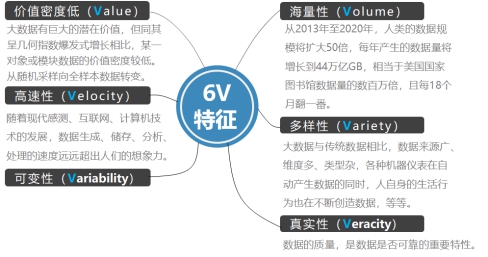 价值密度低（Value）
大数据有巨大的潜在价值，但同其
呈几何指数爆发式增长相比，某一
对象或模块数据的价值密度较低。
从随机采样向全样本数据转变。
高速性（Velocity）
随着现代感测、互联网、计算机技
术的发展，数据生成、储存、分析、
处理的速度远远超出人们的想象力。
可变性（Variability）
6V
特征
海量性（Volume）
从2013年至2020年，人类的数据规
模将扩大50倍，每年产生的数据量将
增长到44万亿GB，相当于美国国家
图书馆数据量的数百万倍，且每18个
月翻一番。
多样性（Variety）
大数据与传统数据相比，数据来源广、
维度多、类型杂，各种机器仪表在自
动产生数据的同时，人自身的生活行
为也在不断创造数据，等等。
真实性（Veracity）
数据的质量，是数据是否可靠的重要特性。